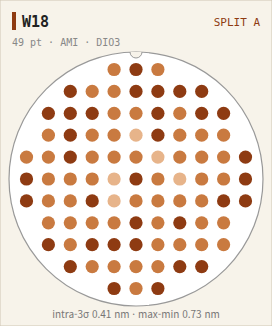 W18
SPLIT A
49 pt · AMI · DIO3
intra-3σ 0.41 nm · max-min 0.73 nm